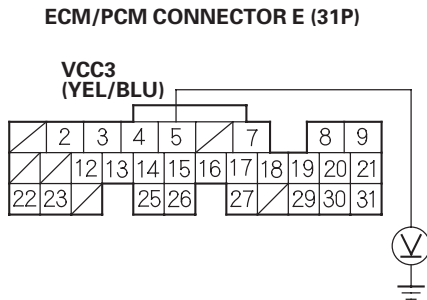 ECM/PCM CONNECTOR E (31P)
VCC3
(YEL/BLU)
2 3 4 5 7 8 9
12 13 14 15 16 17 18 19 20 21
22 23 25 26 27 29 30 31
V